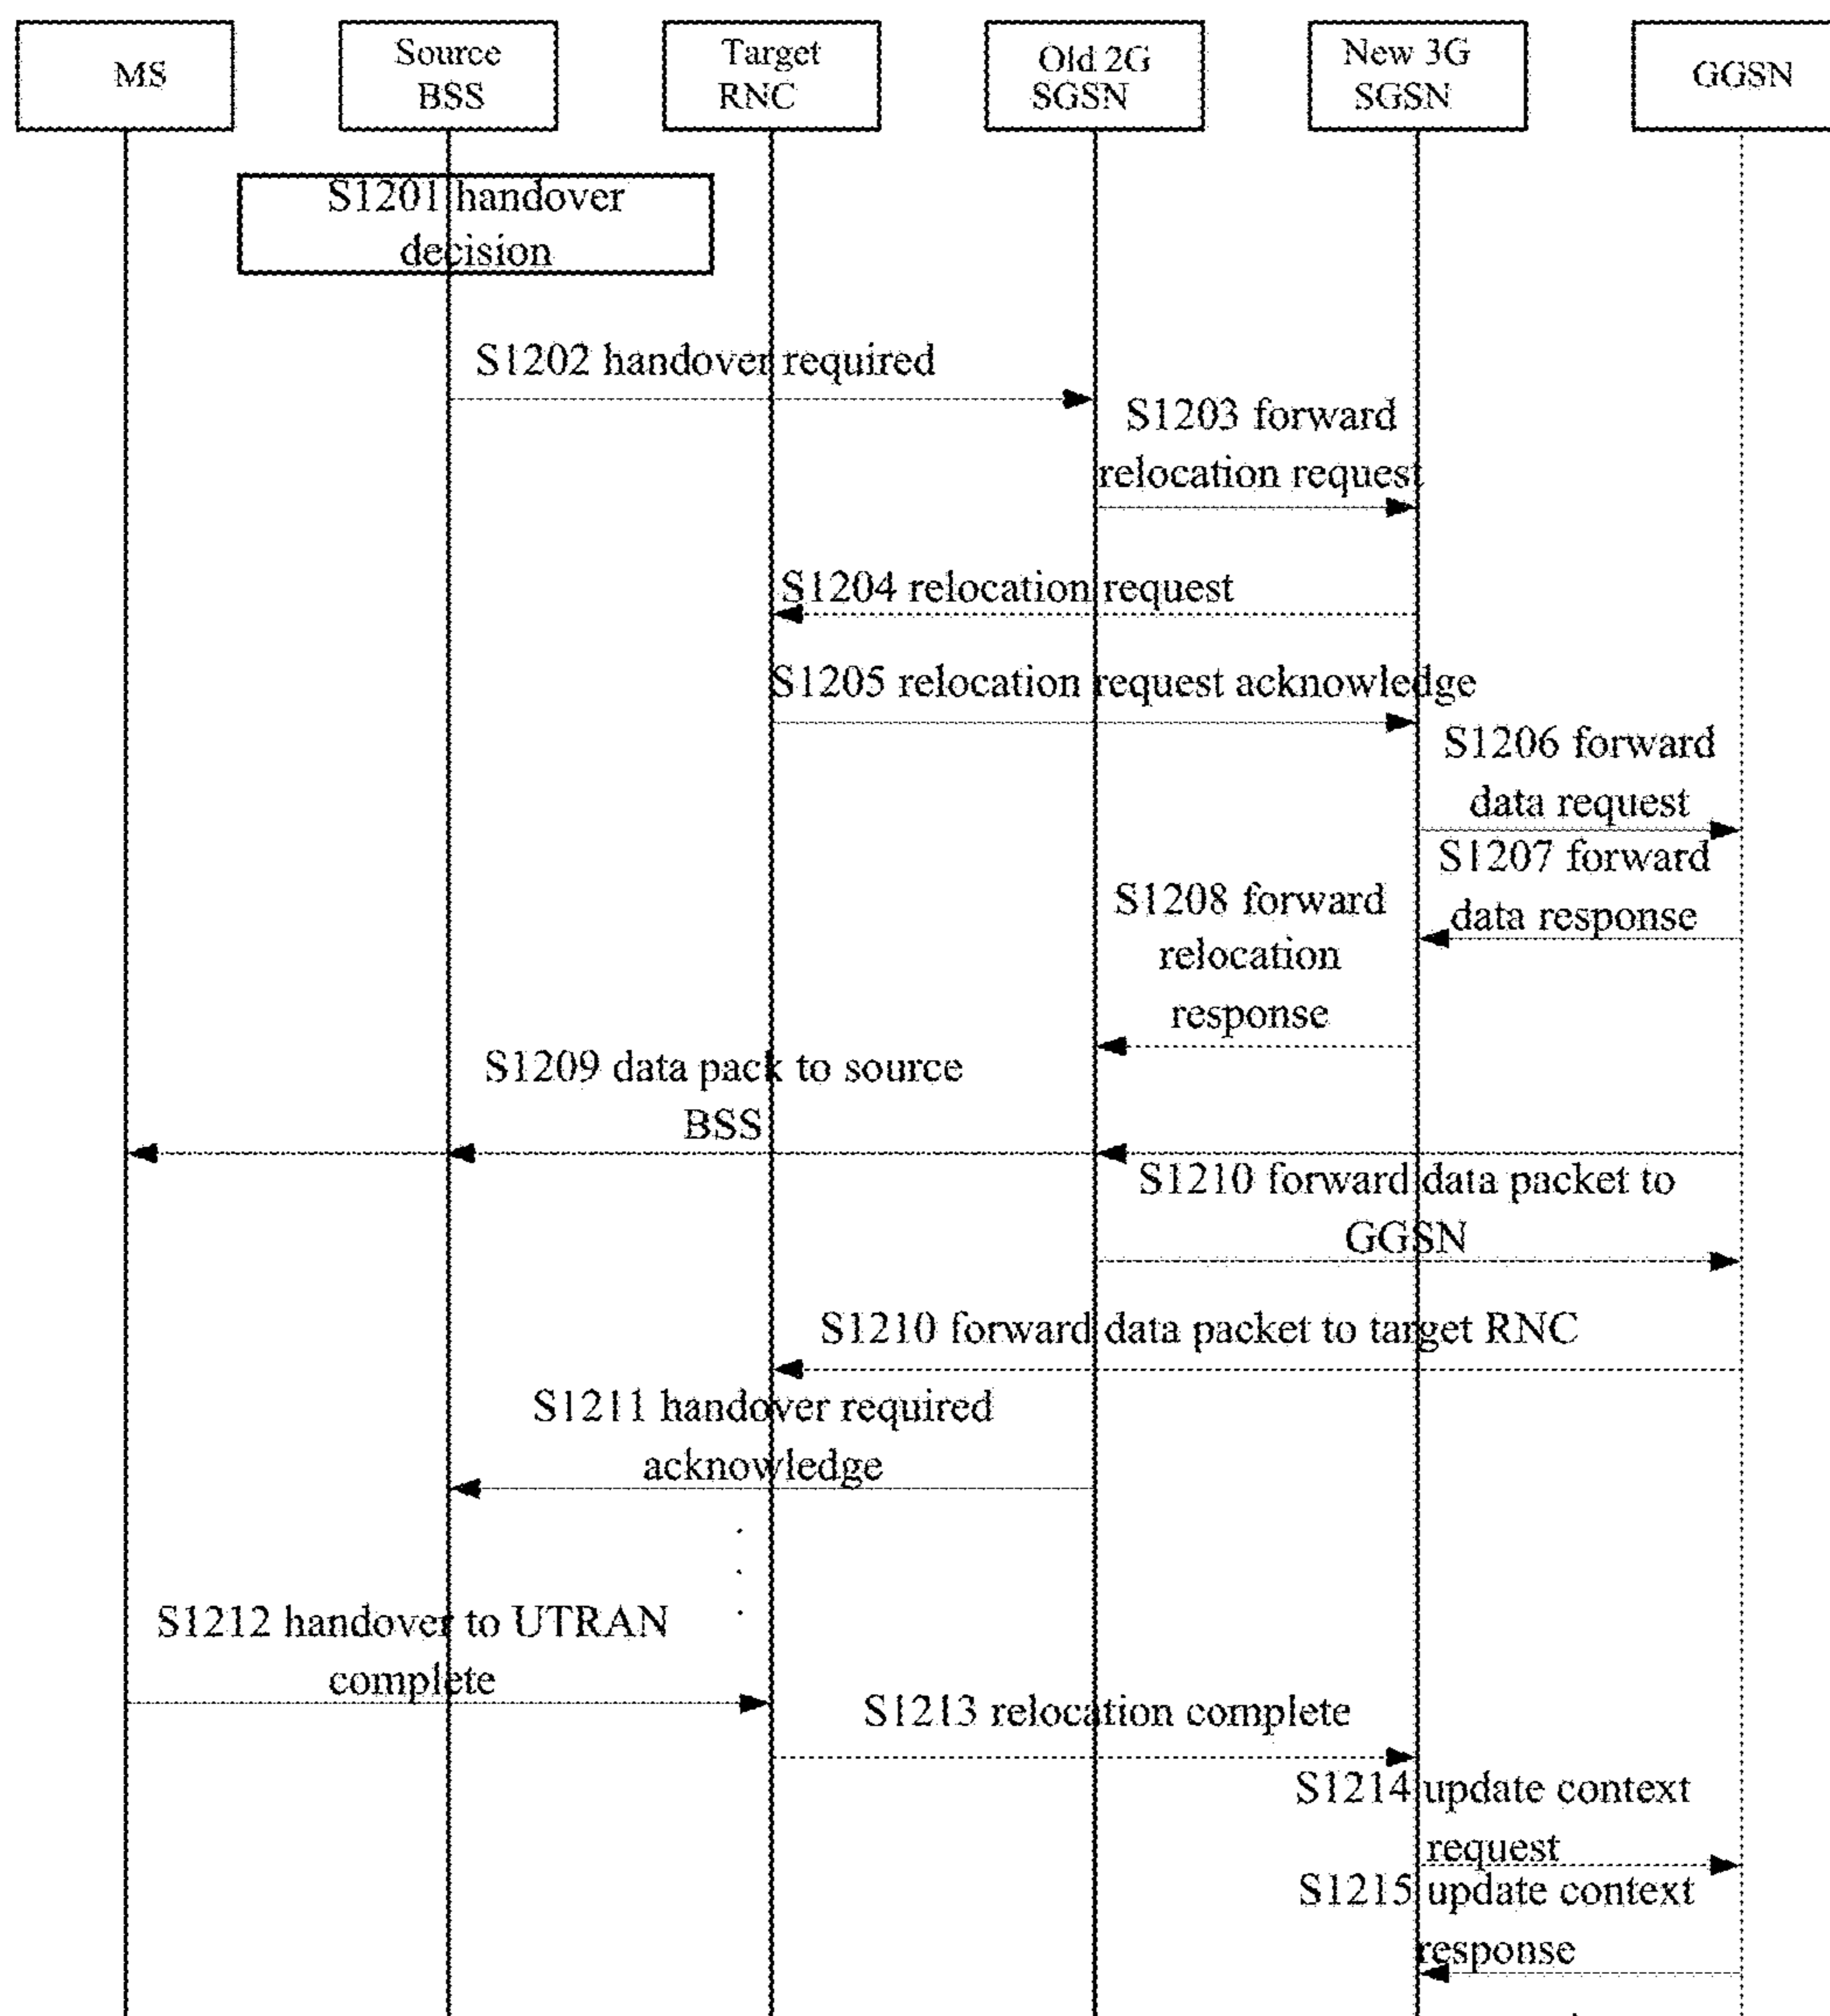 MS
Source
BSS
Target
RNC
Old 2G
SGSN
New 3G
SGSN
GGSN
S1201 handover
decision
S1202 handover required
S1203 forward
relocation request
S1204 relocation request
S1205 relocation request acknowledge
S1206 forward
data request
S1207 forward
data response
S1208 forward
relocation
response
S1209 data pack to source
BSS
S1210 forward data packet to
GGSN
S1210 forward data packet to target RNC
S1211 handover required
acknowledge
S1212 handover to UTRAN
complete
S1213 relocation complete
S1214 update context
request
S1215 update context
response